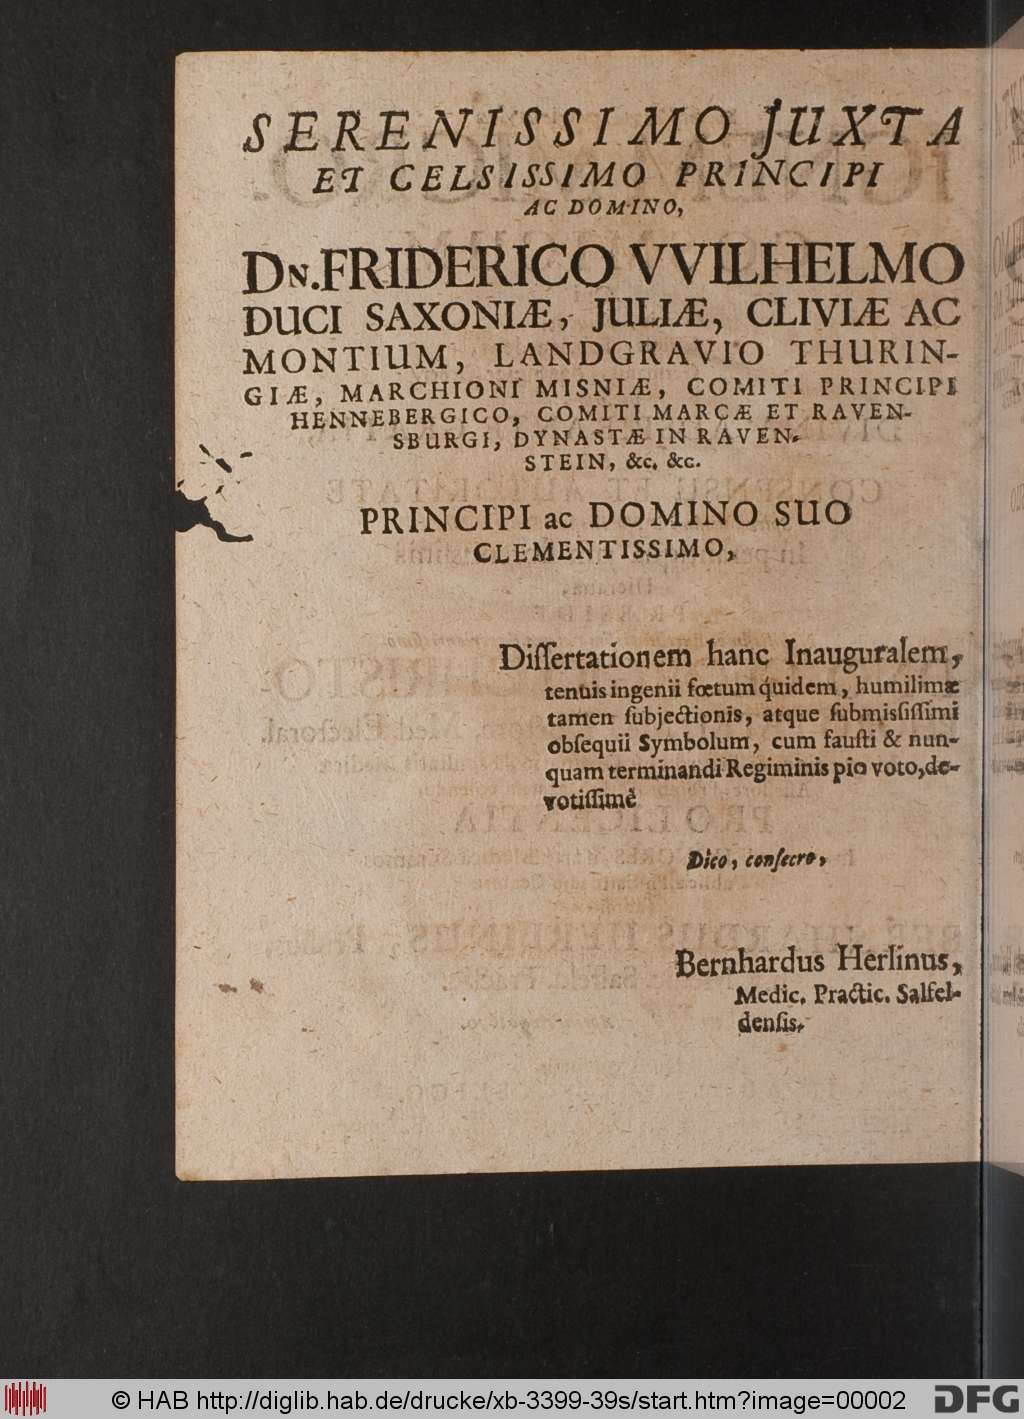 SERENISSIMO JUXTA
ET CELSISSIMO PRINCIPI
AC DOMINO,
DN. FRIDERICO VVILHELMO
DUCI SAXONIÆ, JULIÆ, CLIVIÆ AC
MONTIUM, LANDGRAVIO THURIN-
GIÆ, MARCHIONI MISNIÆ, COMITI PRINCIPI
HENNEBERGICO, COMITI MARCÆ ET RAVEN-
SBURGI, DYNASTÆ IN RAVEN-
STEIN, &c. &c.
PRINCIPI ac DOMINO SUO
CLEMENTISSIMO,
Diſſertationem hanc Inauguralem,
tenuis ingenii fœtum quidem, humilimæ
tamen ſubjectionis, atque ſubmisſiſſimi
obſequii Symbolum, cum fauſti & nun-
quam terminandi Regiminis pio voto, de-
votiſſimè
Dico, conſecro,
Bernhardus Herlinus,
Medic. Practic. Salfel-
denſis.
© HAB http://diglib.hab.de/drucke/xb-3399-39s/start.htm?image=00002
DFG